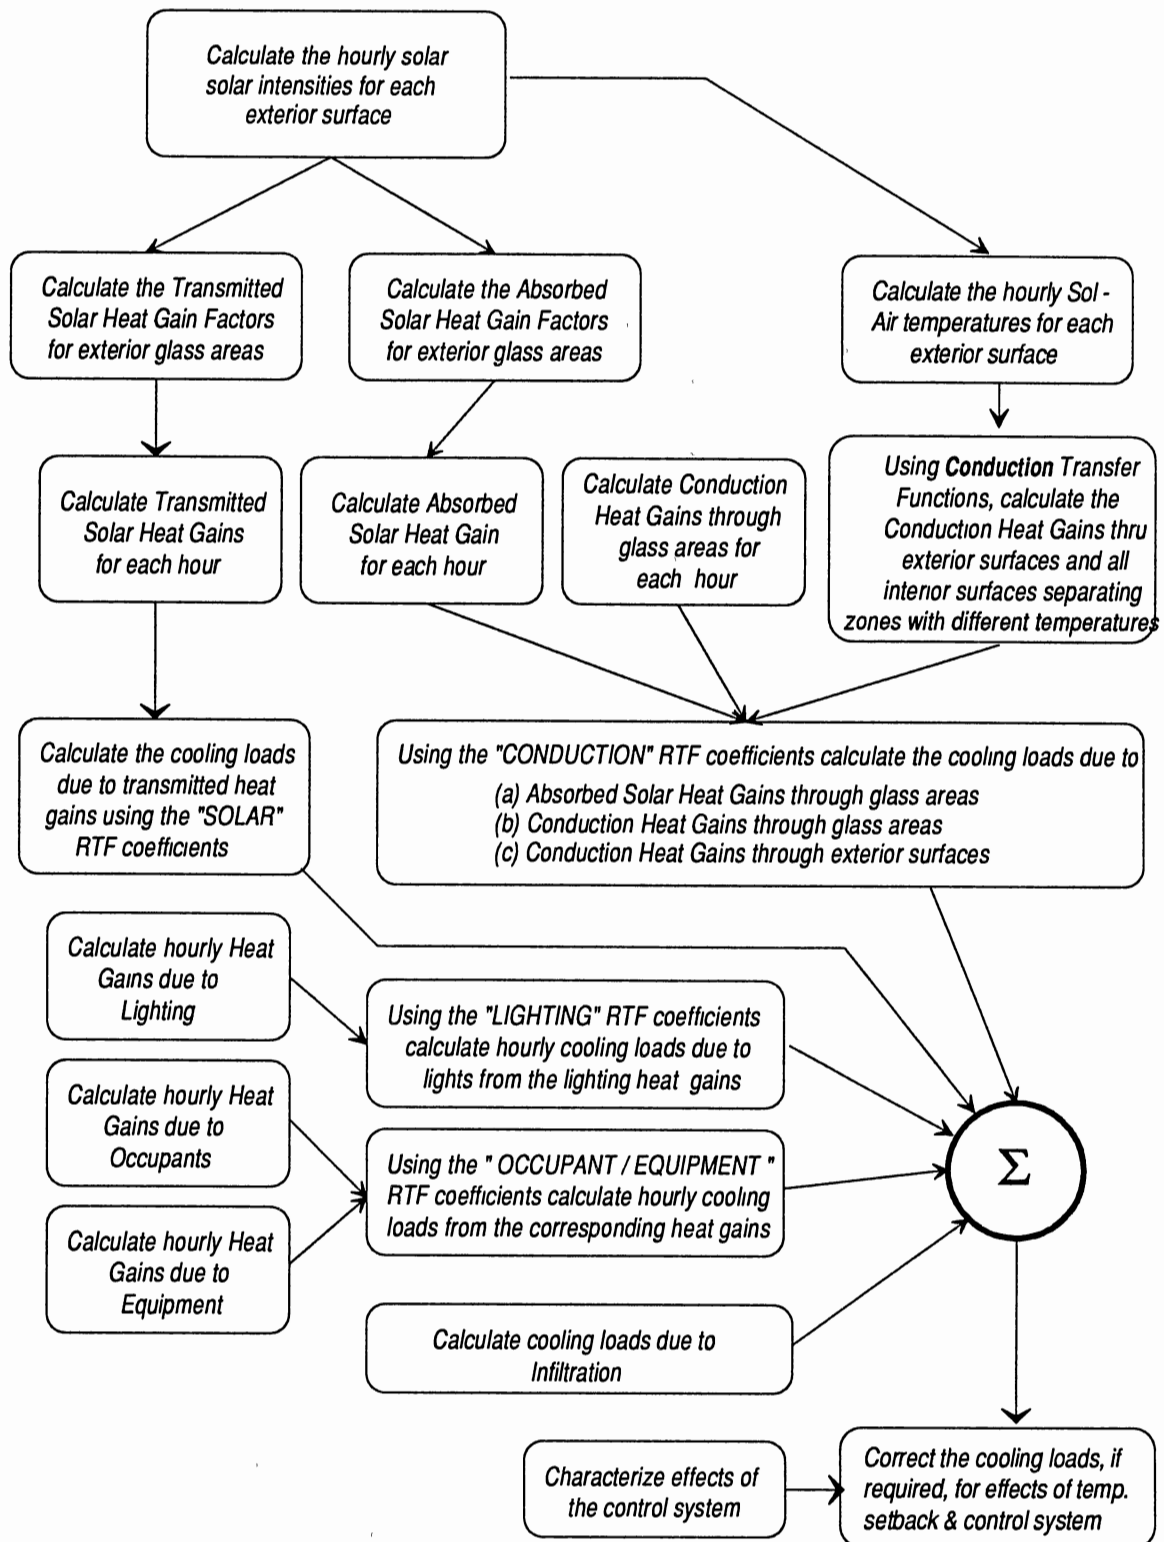 Calculate the hourly solar
solar intensities for each
exterior surface
Calculate the Transmitted
Solar Heat Gain Factors
for exterior glass areas
Calculate the Absorbed
Solar Heat Gain Factors
for exterior glass areas
Calculate the hourly Sol -
Air temperatures for each
exterior surface
Calculate Transmitted
Solar Heat Gains
for each hour
Calculate Absorbed
Solar Heat Gain
for each hour
Calculate Conduction
Heat Gains through
glass areas for
each hour
Using Conduction Transfer
Functions, calculate the
Conduction Heat Gains thru
exterior surfaces and all
interior surfaces separating
zones with different temperatures
Calculate the cooling loads
due to transmitted heat
gains using the "SOLAR"
RTF coefficients
Using the "CONDUCTION" RTF coefficients calculate the cooling loads due to
(a) Absorbed Solar Heat Gains through glass areas
(b) Conduction Heat Gains through glass areas
(c) Conduction Heat Gains through exterior surfaces
Calculate hourly Heat
Gains due to
Lighting
Using the "LIGHTING" RTF coefficients
calculate hourly cooling loads due to
lights from the lighting heat gains
Calculate hourly Heat
Gains due to
Occupants
Using the " OCCUPANT / EQUIPMENT "
RTF coefficients calculate hourly cooling
loads from the corresponding heat gains
Σ
Calculate hourly Heat
Gains due to
Equipment
Calculate cooling loads due to
Infiltration
Characterize effects of
the control system
Correct the cooling loads, if
required, for effects of temp.
setback & control system